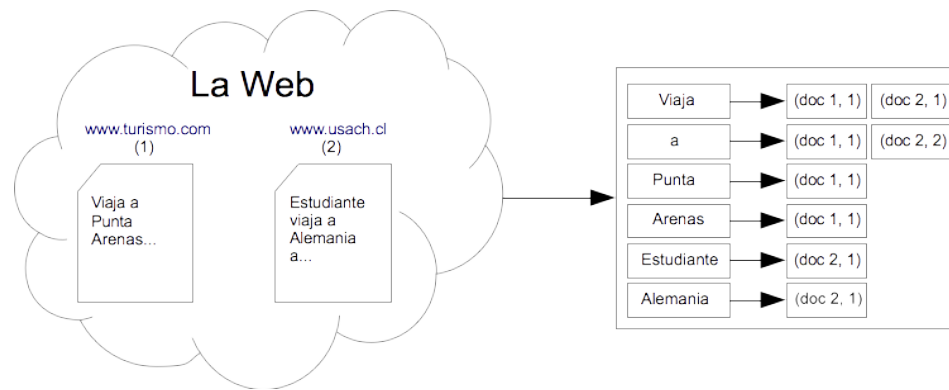 La Web
www.turismo.com
(1)
www.usach.cl
(2)
Viaja a
Punta
Arenas...
Estudiante
viaja a
Alemania
a...
Viaja (doc 1, 1) (doc 2, 1)
a (doc 1, 1) (doc 2, 2)
Punta (doc 1, 1)
Arenas (doc 1, 1)
Estudiante (doc 2, 1)
Alemania (doc 2, 1)